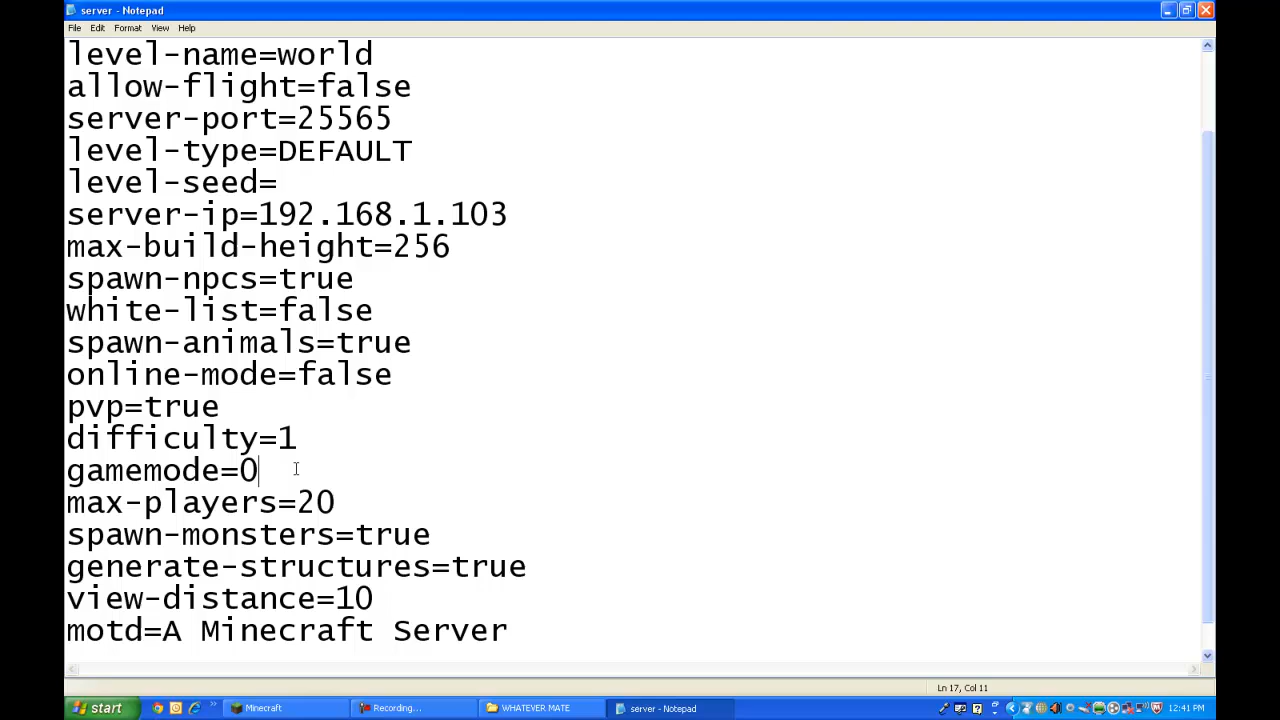 server - Notepad
File Edit Format View Help
level-name=world
allow-flight=false
server-port=25565
level-type=DEFAULT
level-seed=
server-ip=192.168.1.103
max-build-height=256
spawn-npcs=true
white-list=false
spawn-animals=true
online-mode=false
pvp=true
difficulty=1
gamemode=0
max-players=20
spawn-monsters=true
generate-structures=true
view-distance=10
motd=A Minecraft Server
Ln 17, Col 11
start Minecraft Recording... WHATEVER MATE server - Notepad 12:41 PM